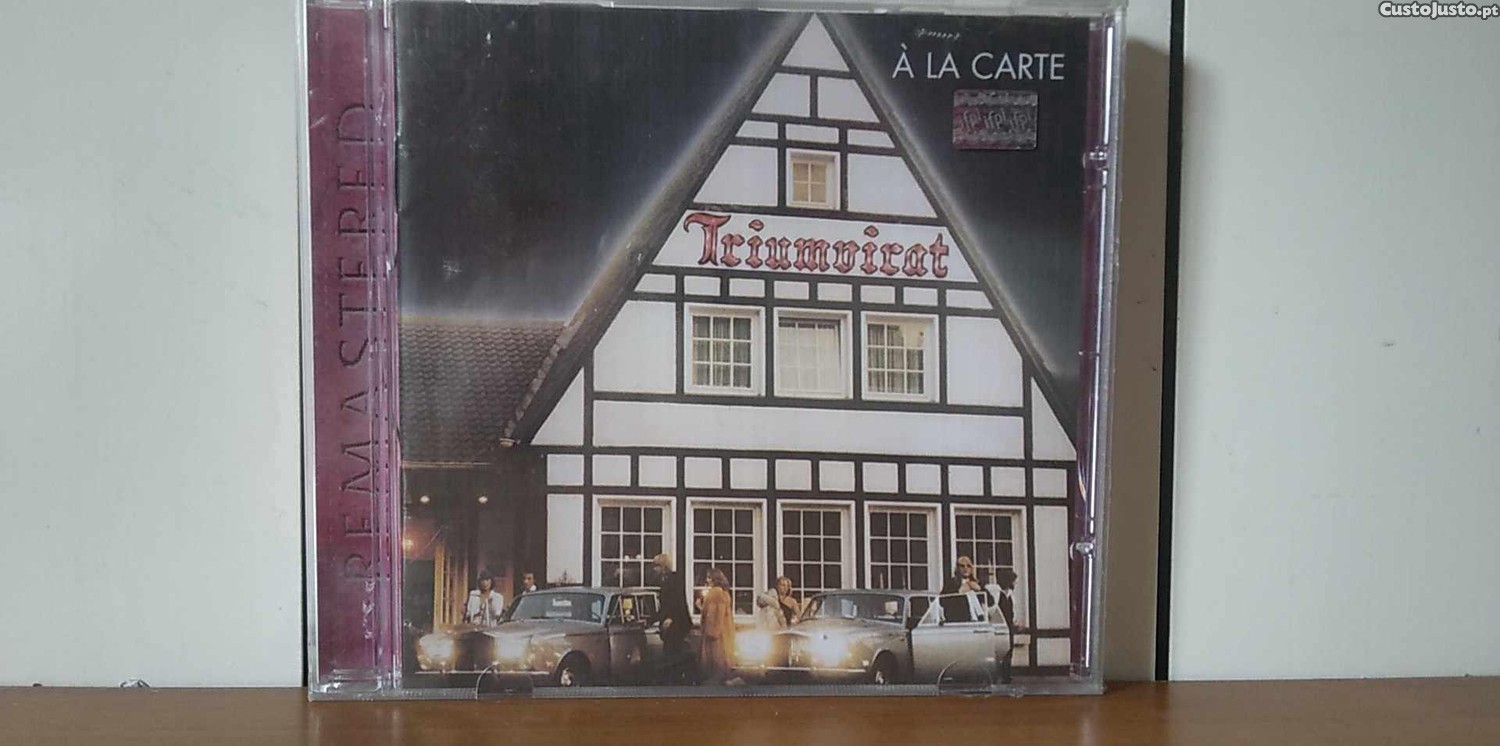 CustoJusto.pt
À LA CARTE
Triumvirat
REMASTERED